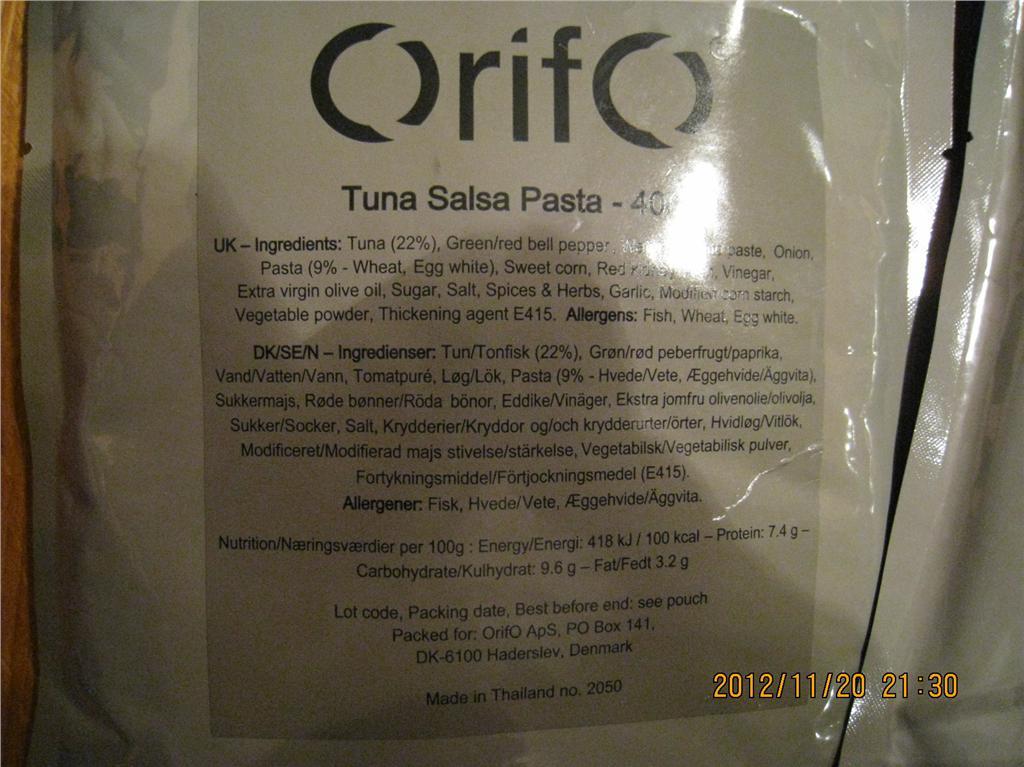 OrifO
Tuna Salsa Pasta - 40
UK – Ingredients: Tuna (22%), Green/red bell pepper, paste, Onion,
Pasta (9% - Wheat, Egg white), Sweet corn, Red Vinegar,
Extra virgin olive oil, Sugar, Salt, Spices & Herbs, Garlic, Modified corn starch,
Vegetable powder, Thickening agent E415. Allergens: Fish, Wheat, Egg white.
DK/SE/N – Ingredienser: Tun/Tonfisk (22%), Grøn/rød peberfrugt/paprika,
Vand/Vatten/Vann, Tomatpuré, Løg/Lök, Pasta (9% - Hvede/Vete, Æggehvide/Äggvita),
Sukkermajs, Røde bønner/Röda bönor, Eddike/Vinäger, Ekstra jomfru olivenolie/olivolja,
Sukker/Socker, Salt, Krydderier/Kryddor og/och krydderurter/örter, Hvidløg/Vitlök,
Modificeret/Modifierad majs stivelse/stärkelse, Vegetabilsk/Vegetabilisk pulver,
Fortykningsmiddel/Förtjockningsmedel (E415).
Allergener: Fisk, Hvede/Vete, Æggehvide/Äggvita.
Nutrition/Næringsværdier per 100g : Energy/Energi: 418 kJ / 100 kcal – Protein: 7.4 g –
Carbohydrate/Kulhydrat: 9.6 g – Fat/Fedt 3.2 g
Lot code, Packing date, Best before end: see pouch
Packed for: OrifO ApS, PO Box 141,
DK-6100 Haderslev, Denmark
Made in Thailand no. 2050
2012/11/20 21:30